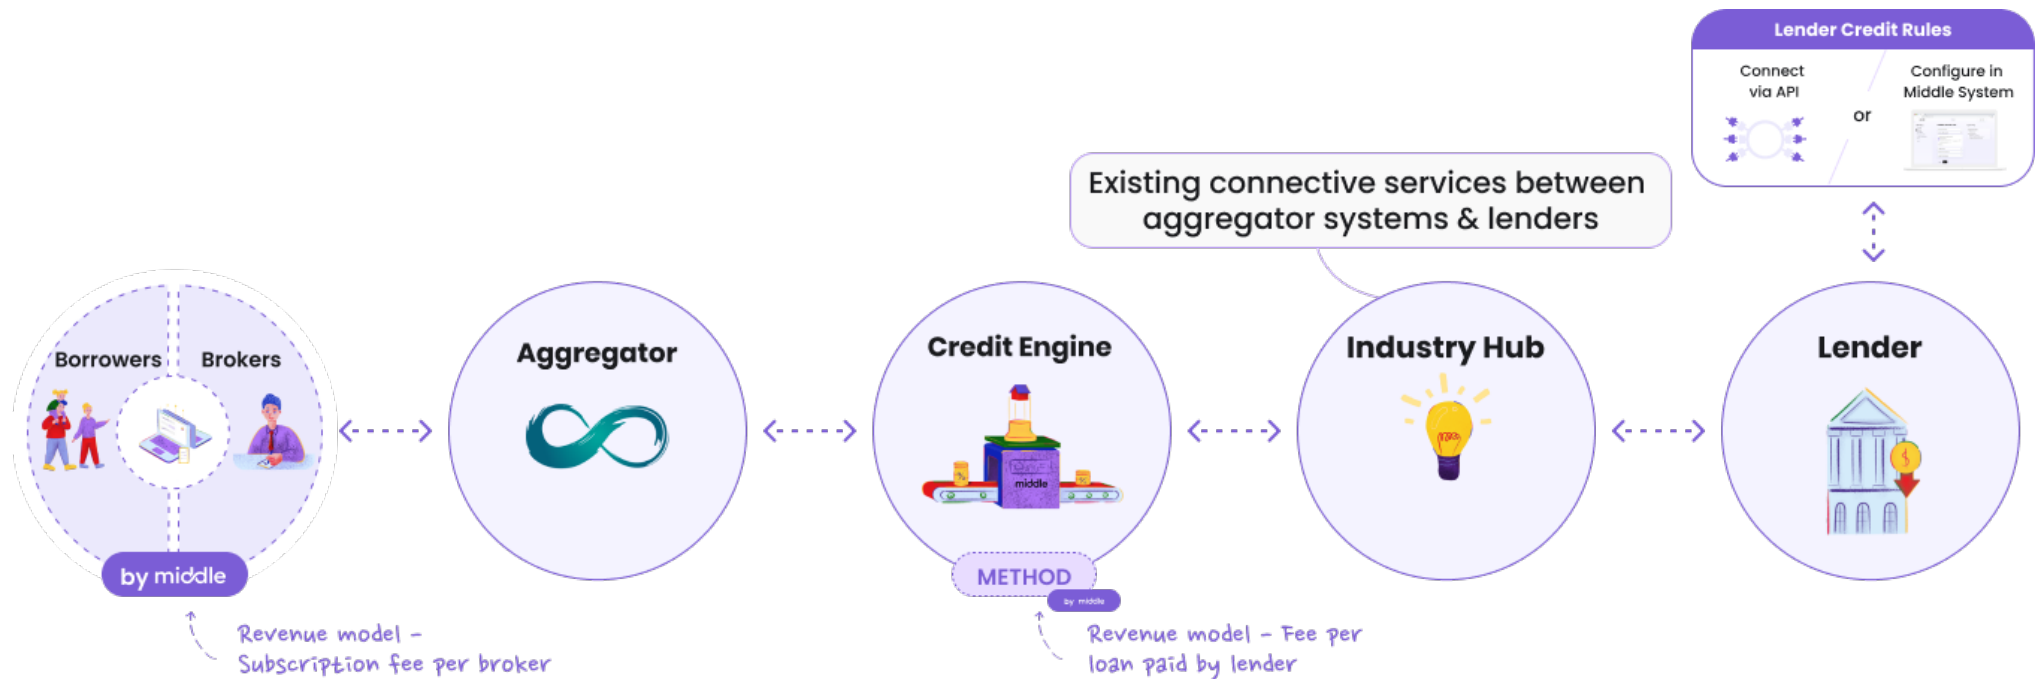 Lender Credit Rules
Connect
via API
or
Configure in
Middle System
Existing connective services between
aggregator systems & lenders
Borrowers
Brokers
by middle
Revenue model -
Subscription fee per broker
Aggregator
Credit Engine
middle
METHOD
by middle
Revenue model - Fee per
loan paid by lender
Industry Hub
Lender